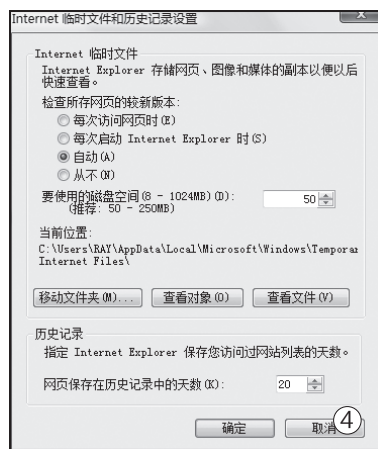 Internet 临时文件和历史记录设置
Internet 临时文件
Internet Explorer 存储网页、图像和媒体的副本以便以后
快速查看。
检查所存网页的较新版本:
每次访问网页时(E)
每次启动 Internet Explorer 时(S)
自动(A)
从不(N)
要使用的磁盘空间(8 - 1024MB)(D): 50
(推荐: 50 - 250MB)
当前位置:
C:\Users\RAY\AppData\Local\Microsoft\Windows\Temporar
Internet Files\
移动文件夹(M)... 查看对象(O) 查看文件(V)
历史记录
指定 Internet Explorer 保存您访问过网站列表的天数。
网页保存在历史记录中的天数(K): 20
确定 取消 ④